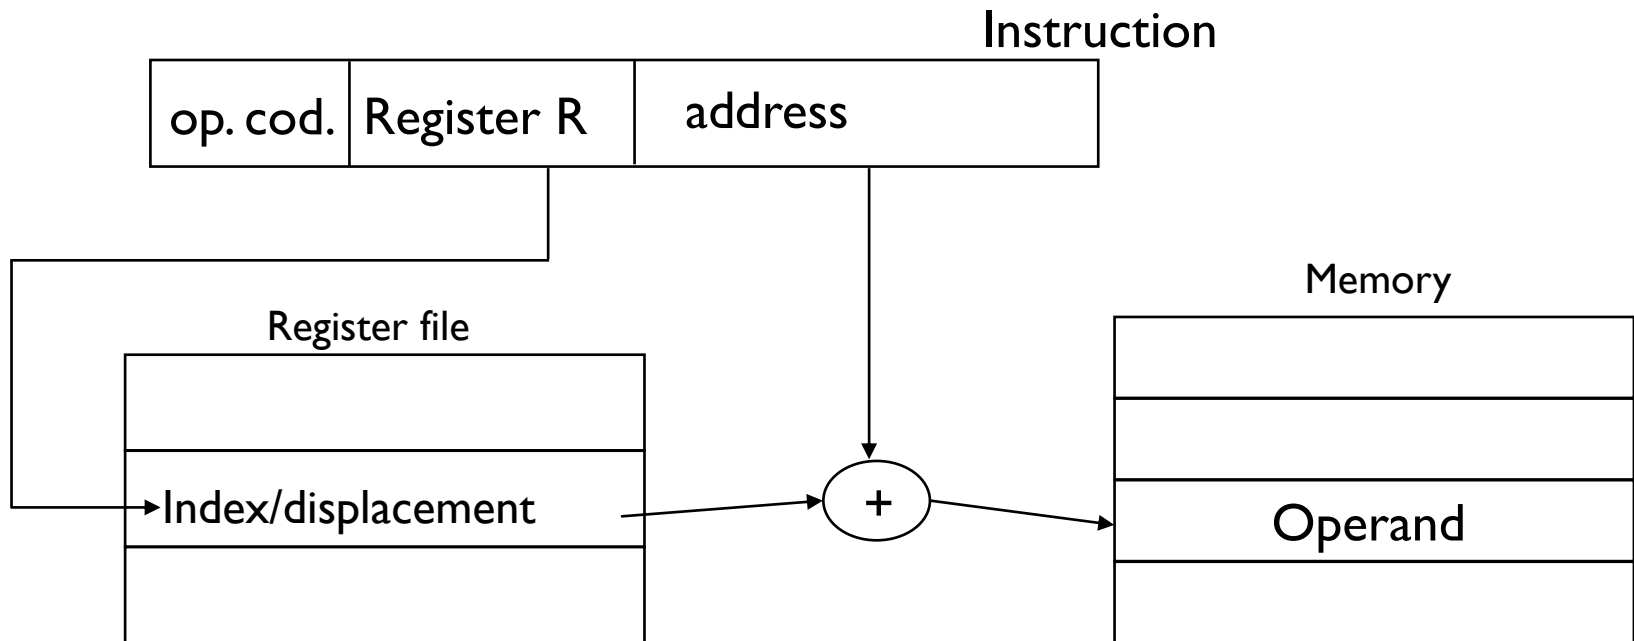 Instruction
op. cod. Register R address
Memory
Register file
Index/displacement
+
Operand